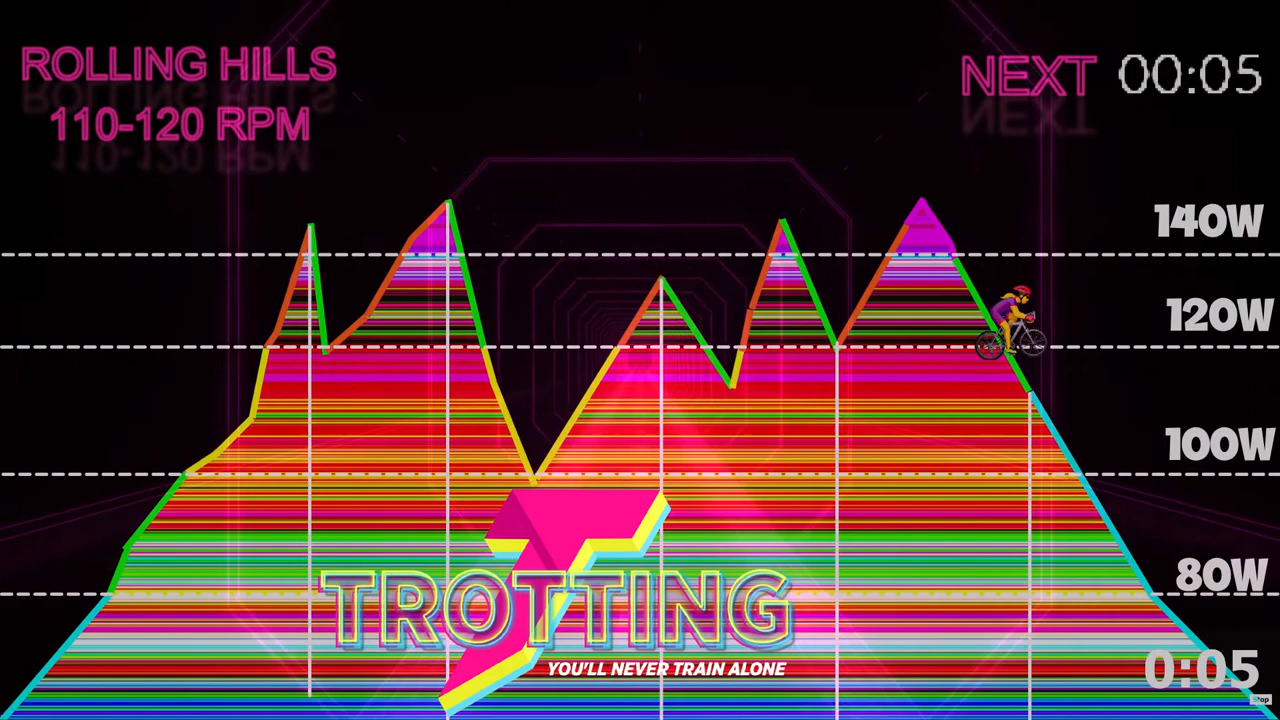 ROLLING HILLS
110-120 RPM
NEXT 00:05
140W
120W
100W
80W
TROTTING
YOU'LL NEVER TRAIN ALONE
0:05
Stop